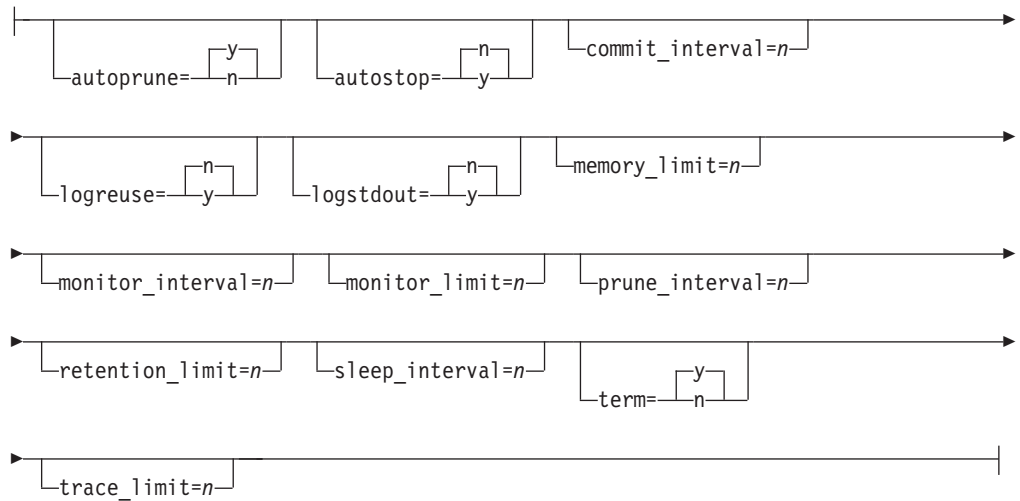 y n
autoprune= n autostop= y commit_interval=n
n n
logreuse= y logstdout= y memory_limit=n
monitor_interval=n monitor_limit=n prune_interval=n
retention_limit=n sleep_interval=n y
term= n
trace_limit=n